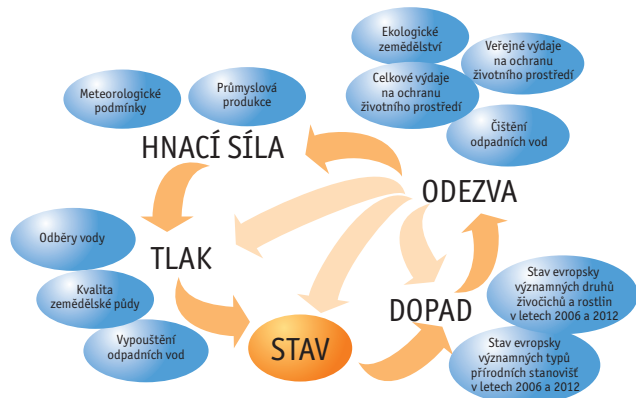 Ekologické
zemědělství
Veřejné výdaje
na ochranu
životního prostředí
Celkové výdaje
na ochranu
životního prostředí
Čištění
odpadních vod
Meteorologické
podmínky
Průmyslová
produkce
HNACÍ SÍLA
ODEZVA
Odběry vody
TLAK
Kvalita
zemědělské půdy
Vypouštění
odpadních vod
STAV
DOPAD
Stav evropsky
významných druhů
živočichů a rostlin
v letech 2006 a 2012
Stav evropsky
významných typů
přírodních stanovišť
v letech 2006 a 2012